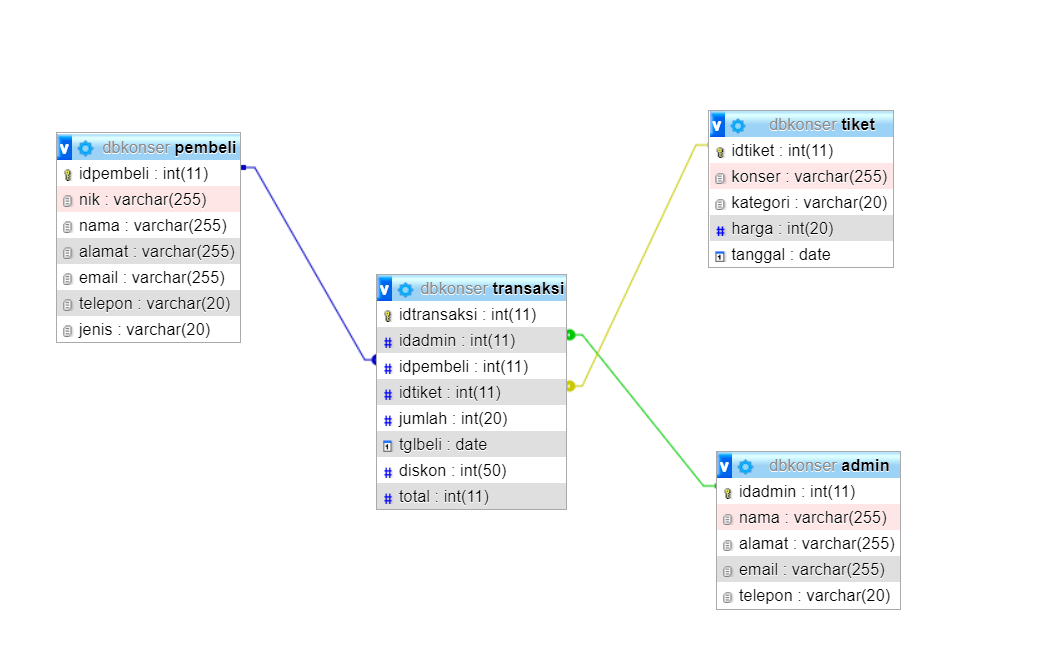 v dbkonser pembeli
idpembeli : int(11)
nik : varchar(255)
nama : varchar(255)
alamat : varchar(255)
email : varchar(255)
telepon : varchar(20)
jenis : varchar(20)
v dbkonser transaksi
idtransaksi : int(11)
idadmin : int(11)
idpembeli : int(11)
idtiket : int(11)
jumlah : int(20)
tglbeli : date
diskon : int(50)
total : int(11)
v dbkonser tiket
idtiket : int(11)
konser : varchar(255)
kategori : varchar(20)
harga : int(20)
tanggal : date
v dbkonser admin
idadmin : int(11)
nama : varchar(255)
alamat : varchar(255)
email : varchar(255)
telepon : varchar(20)